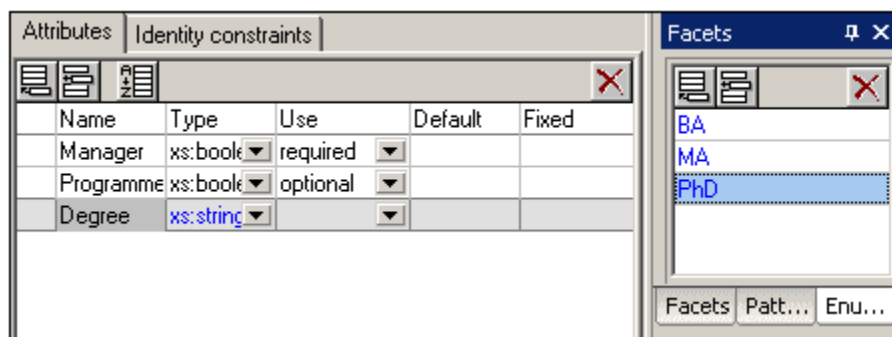 Attributes Identity constraints
Name Type Use Default Fixed
Manager xs:boole required
Programme xs:boole optional
Degree xs:string
Facets
BA
MA
PhD
Facets Patt... Enu...